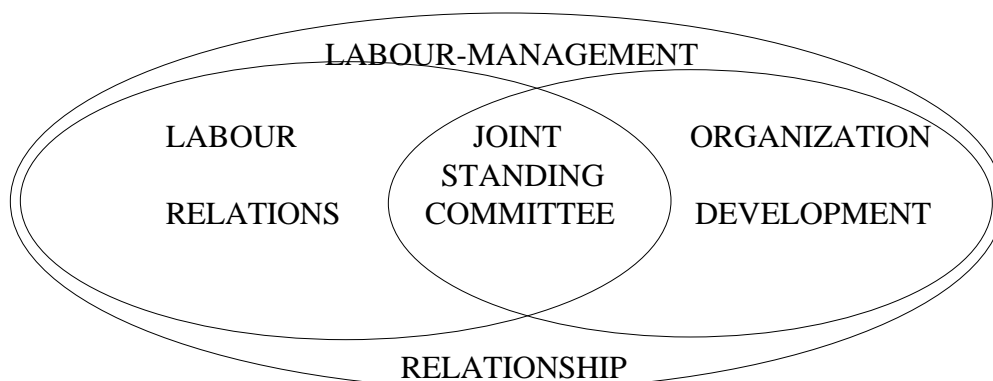 LABOUR-MANAGEMENT
LABOUR
RELATIONS
JOINT
STANDING
COMMITTEE
ORGANIZATION
DEVELOPMENT
RELATIONSHIP